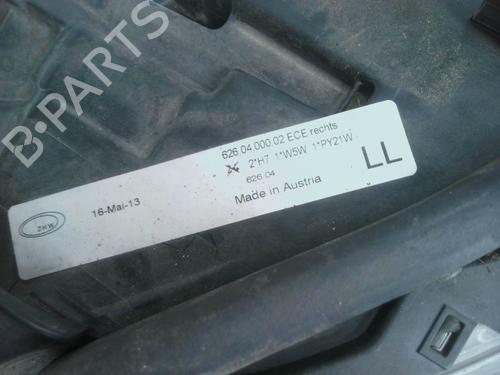 626.04.000.02 ECE rechts
2*H7 1*W5W 1*PY21W
626 04
Made in Austria
LL
16-Mai-13
ZKW
B-PARTS